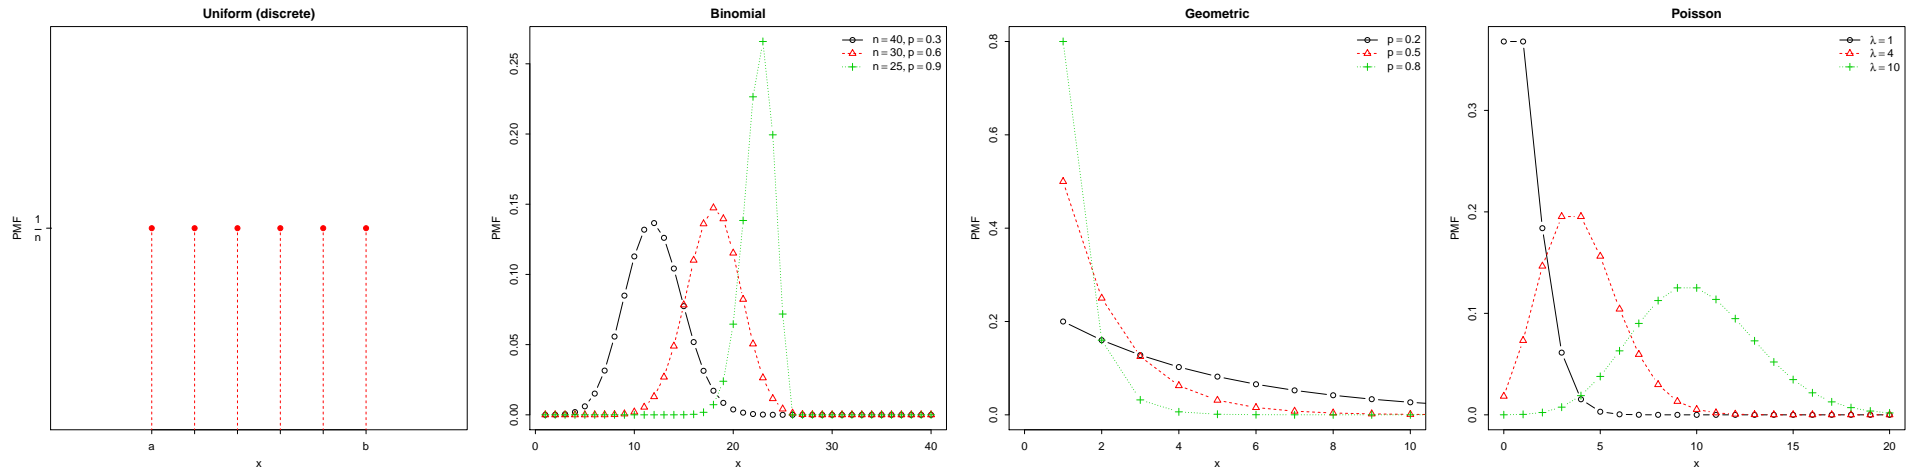 Uniform (discrete)
PMF
1
n
a
b
x
Binomial
n = 40, p = 0.3
n = 30, p = 0.6
n = 25, p = 0.9
PMF
0.25
0.20
0.15
0.10
0.05
0.00
0 10 20 30 40
x
Geometric
p = 0.2
p = 0.5
p = 0.8
PMF
0.8
0.6
0.4
0.2
0.0
0 2 4 6 8 10
x
Poisson
λ = 1
λ = 4
λ = 10
PMF
0.3
0.2
0.1
0.0
0 5 10 15 20
x